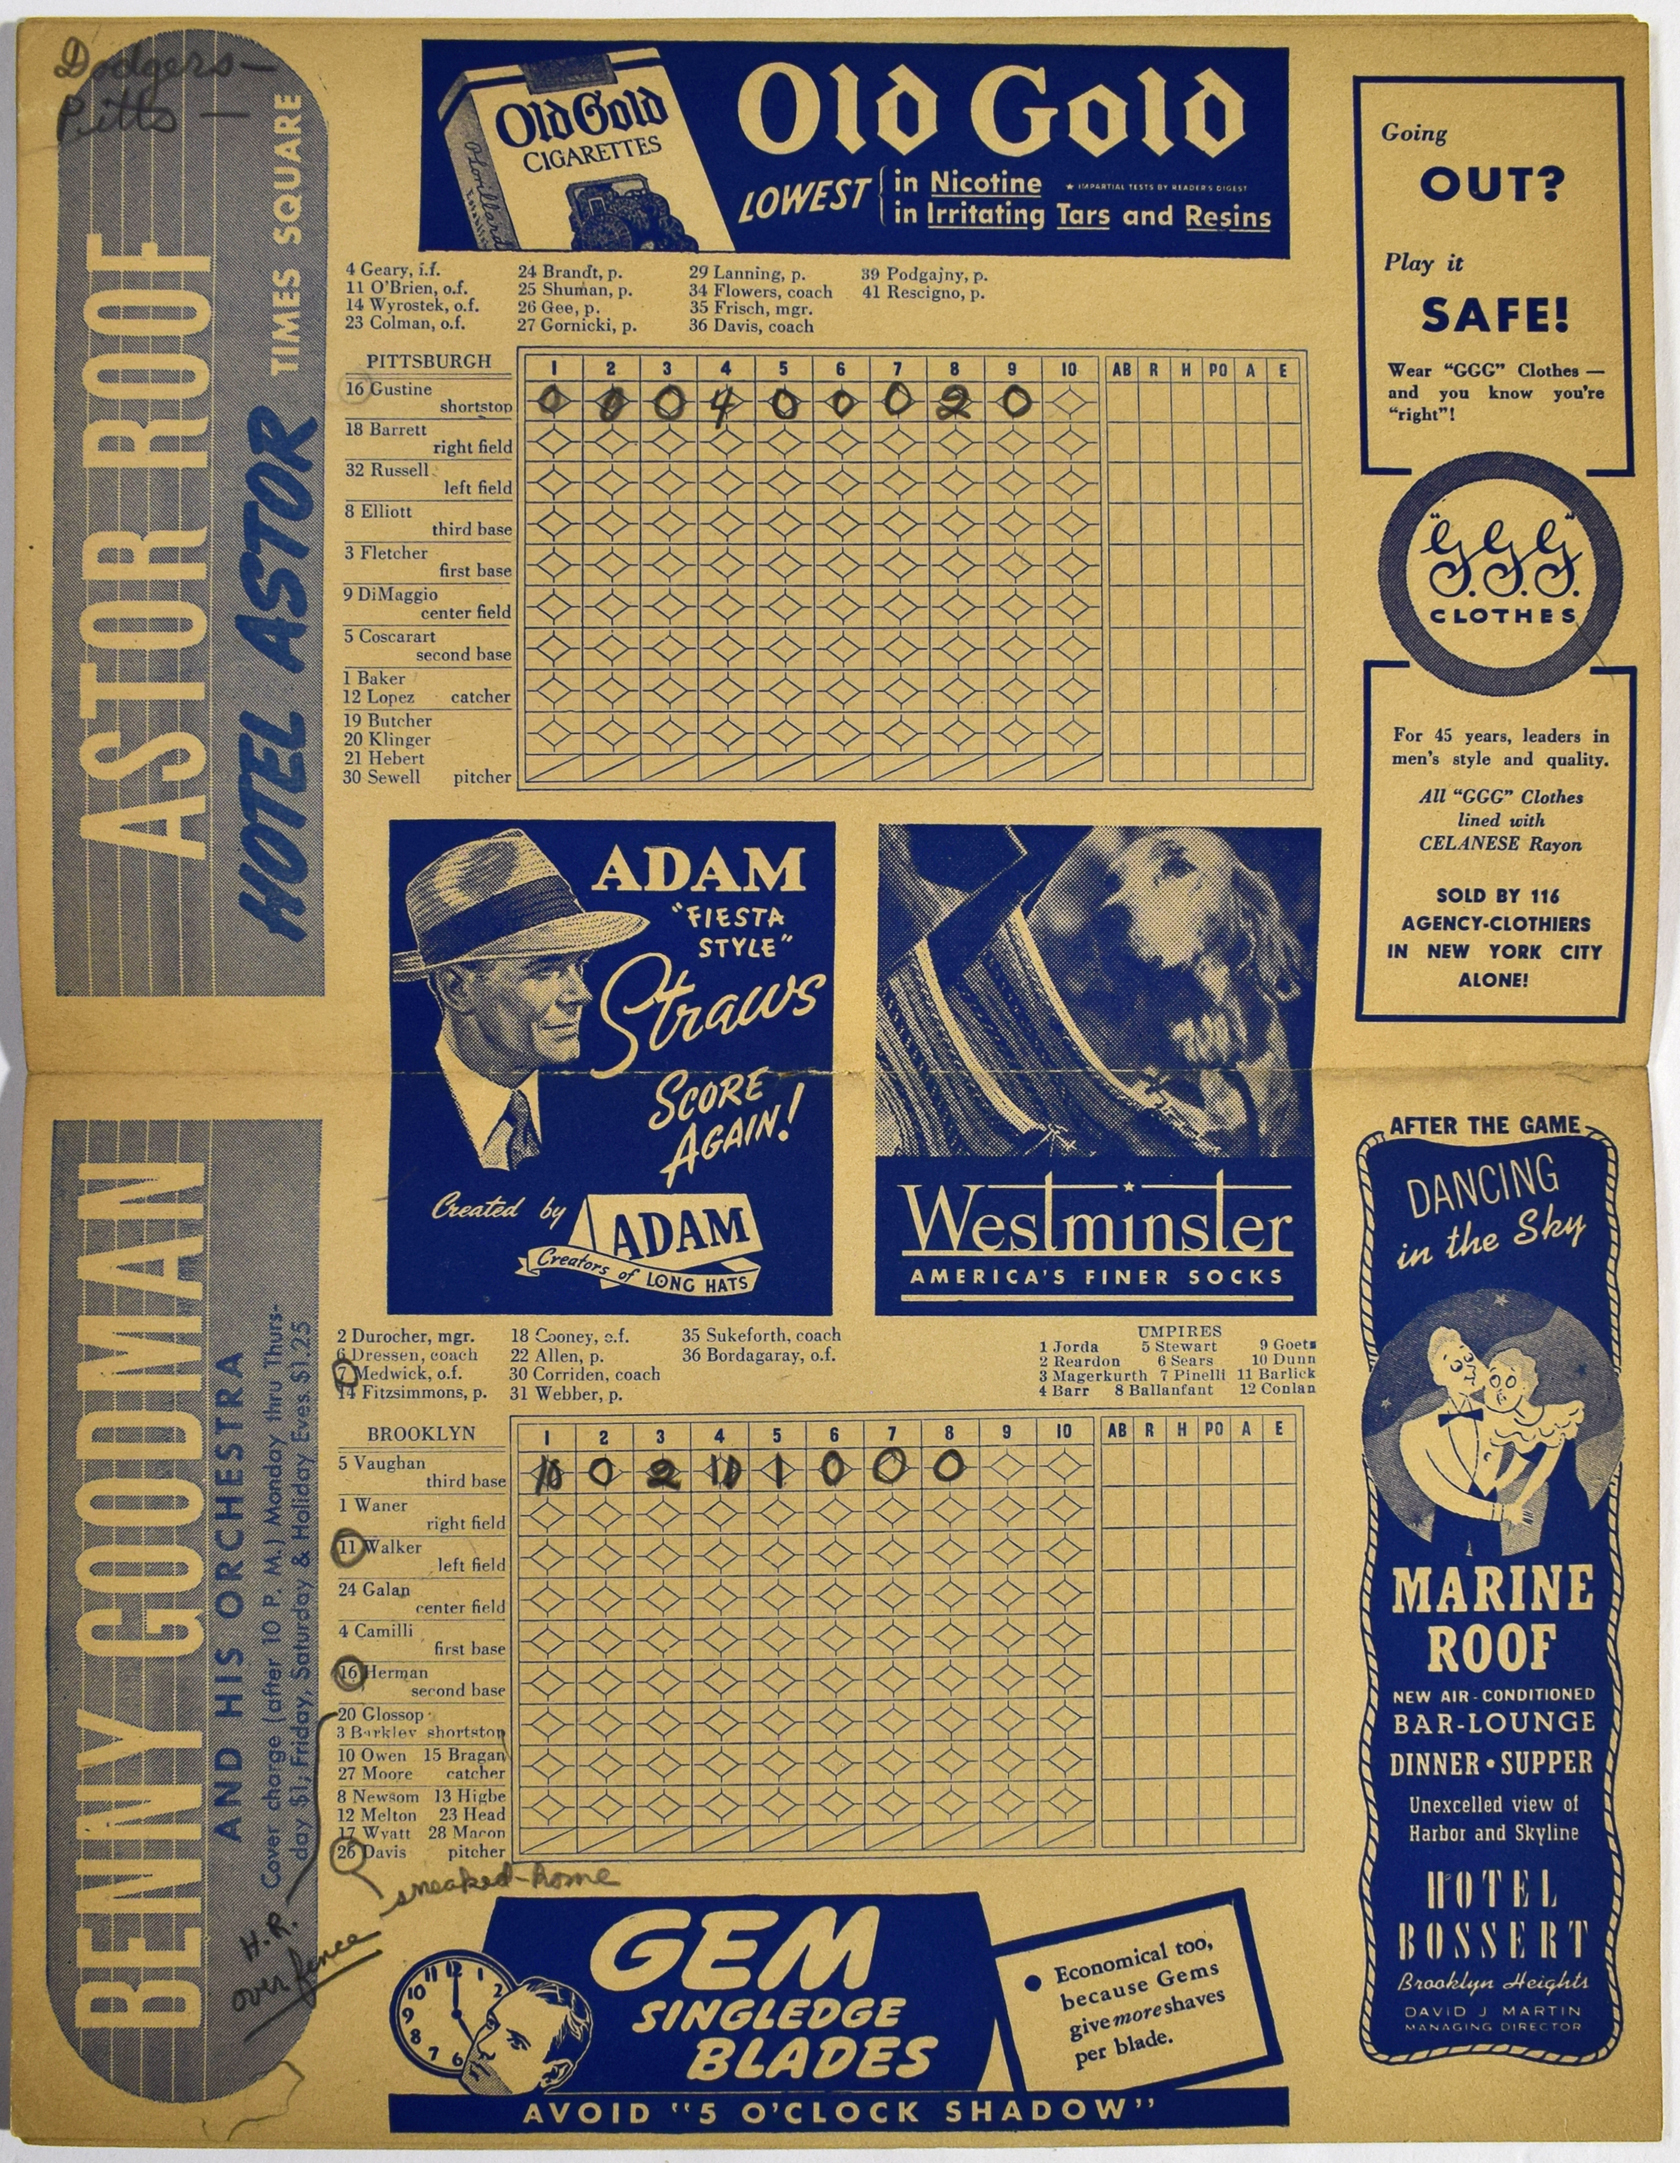 Dodgers—
Pitts —
ASTOR ROOF
HOTEL ASTOR TIMES SQUARE
BENNY GOODMAN
AND HIS ORCHESTRA
Cover charge (after 10 P. M.) Monday thru Thurs-
day $1; Friday, Saturday & Holiday Eves. $1.25
Old Gold
CIGARETTES
P. Lorillard
Old Gold
LOWEST in Nicotine ★ IMPARTIAL TESTS BY READER'S DIGEST
in Irritating Tars and Resins
4 Geary, i.f. 24 Brandt, p. 29 Lanning, p. 39 Podgajny, p.
11 O'Brien, o.f. 25 Shuman, p. 34 Flowers, coach 41 Rescigno, p.
14 Wyrostek, o.f. 26 Gee, p. 35 Frisch, mgr.
23 Colman, o.f. 27 Gornicki, p. 36 Davis, coach
PITTSBURGH 1 2 3 4 5 6 7 8 9 10 AB R H PO A E
16 Gustine
shortstop 0 0 0 4 0 0 0 2 0
18 Barrett
right field
32 Russell
left field
8 Elliott
third base
3 Fletcher
first base
9 DiMaggio
center field
5 Coscarart
second base
1 Baker
12 Lopez catcher
19 Butcher
20 Klinger
21 Hebert
30 Sewell pitcher
ADAM
"FIESTA
STYLE"
Straws
SCORE
AGAIN!
Created by
ADAM
Creators of LONG HATS
Westminster
AMERICA'S FINER SOCKS
2 Durocher, mgr. 18 Cooney, o.f. 35 Sukeforth, coach
6 Dressen, coach 22 Allen, p. 36 Bordagaray, o.f.
7 Medwick, o.f. 30 Corriden, coach
14 Fitzsimmons, p. 31 Webber, p.
UMPIRES
1 Jorda 5 Stewart 9 Goets
2 Reardon 6 Sears 10 Dunn
3 Magerkurth 7 Pinelli 11 Barlick
4 Barr 8 Ballanfant 12 Conlan
BROOKLYN 1 2 3 4 5 6 7 8 9 10 AB R H PO A E
5 Vaughan
third base 0 2 1 0 0 0
1 Waner
right field
11 Walker
left field
24 Galan
center field
4 Camilli
first base
16 Herman
second base
20 Glossop
3 Barkley shortstop
10 Owen 15 Bragan
27 Moore catcher
8 Newsom 13 Higbe
12 Melton 23 Head
17 Wyatt 28 Macon
26 Davis pitcher
sneaked-home
H.R.
over fence
GEM
SINGLEDGE
BLADES
10 11 12 1 2 9 8 7 6
Economical too,
because Gems
give more shaves
per blade.
AVOID "5 O'CLOCK SHADOW"
Going
OUT?
Play it
SAFE!
Wear "GGG" Clothes —
and you know you're
"right"!
"G.G.G."
CLOTHES
For 45 years, leaders in
men's style and quality.
All "GGG" Clothes
lined with
CELANESE Rayon
SOLD BY 116
AGENCY-CLOTHIERS
IN NEW YORK CITY
ALONE!
AFTER THE GAME
DANCING
in the Sky
MARINE
ROOF
NEW AIR-CONDITIONED
BAR-LOUNGE
DINNER • SUPPER
Unexcelled view of
Harbor and Skyline
HOTEL
BOSSERT
Brooklyn Heights
DAVID J MARTIN
MANAGING DIRECTOR